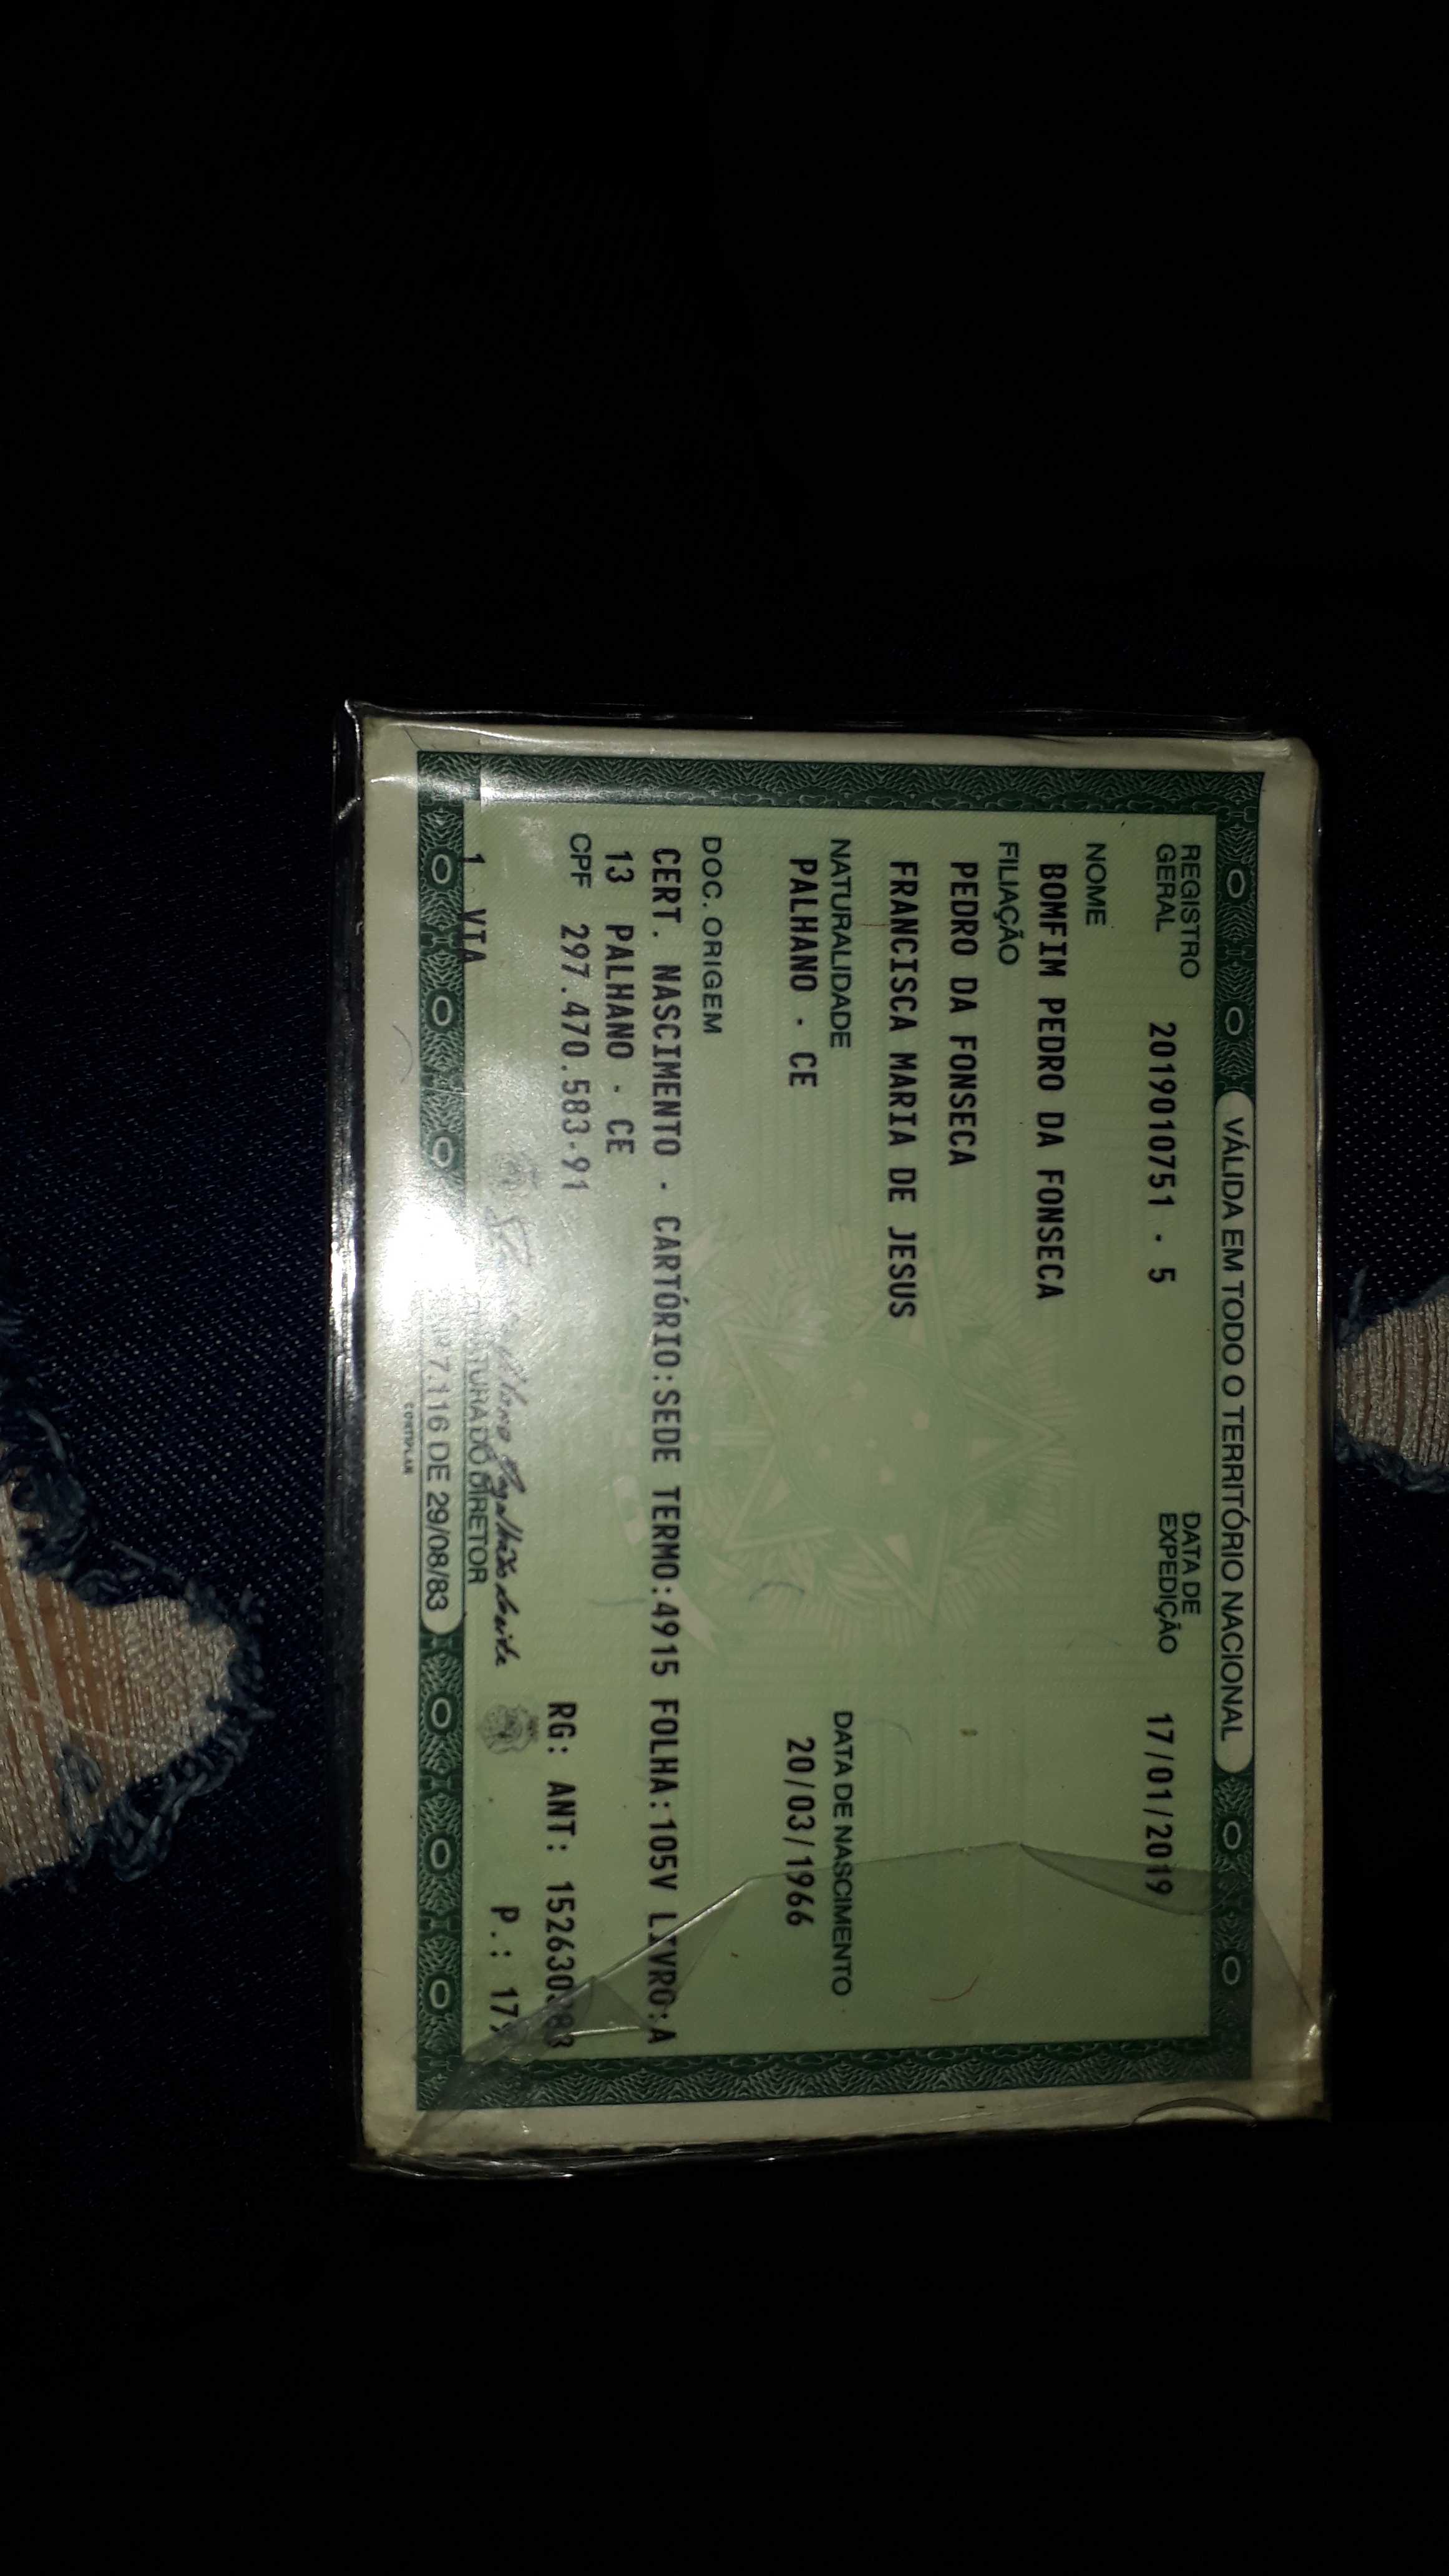 VÁLIDA EM TODO O TERRITÓRIO NACIONAL
REGISTRO GERAL 2019010751 - 5 DATA DE EXPEDIÇÃO 17/01/2019
NOME
BOMFIM PEDRO DA FONSECA
FILIAÇÃO
PEDRO DA FONSECA
FRANCISCA MARIA DE JESUS
NATURALIDADE DATA DE NASCIMENTO
PALHANO - CE 20/03/1966
DOC. ORIGEM
CERT. NASCIMENTO - CARTÓRIO:SEDE TERMO:4915 FOLHA:105V LIVRO:A
13 PALHANO - CE
CPF 297.470.583-91 RG: ANT:
P.:
1 VIA DIRETOR
7.116 DE 29/08/83